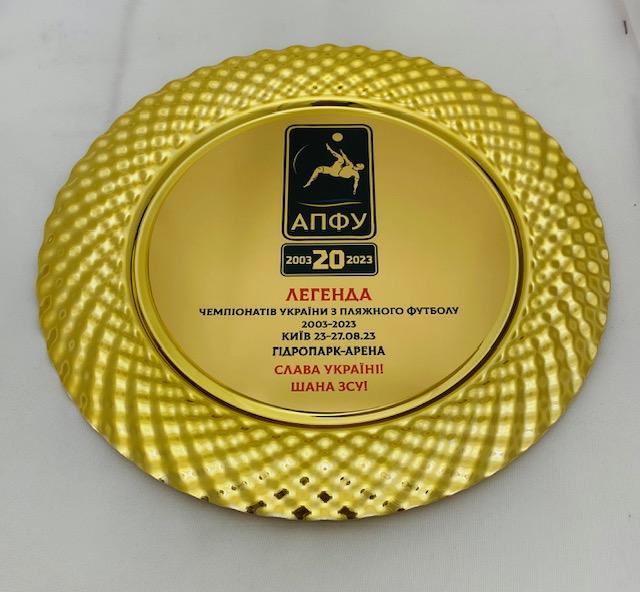 АПФУ
2003 20 2023
ЛЕГЕНДА
ЧЕМПІОНАТІВ УКРАЇНИ З ПЛЯЖНОГО ФУТБОЛУ
2003-2023
КИЇВ 23-27.08.23
ГІДРОПАРК-АРЕНА
СЛАВА УКРАЇНІ!
ШАНА ЗСУ!